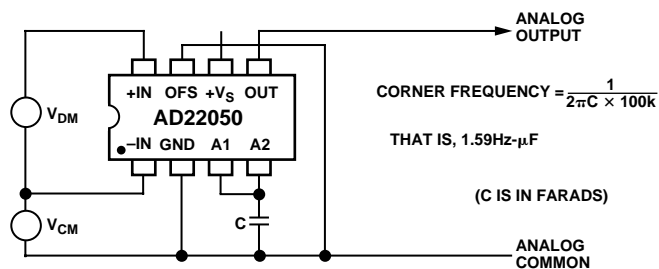 ANALOG
OUTPUT
+IN OFS +VS OUT
AD22050
–IN GND A1 A2
VDM
VCM
C
CORNER FREQUENCY = 1
2πC × 100k
THAT IS, 1.59Hz-μF
(C IS IN FARADS)
ANALOG
COMMON